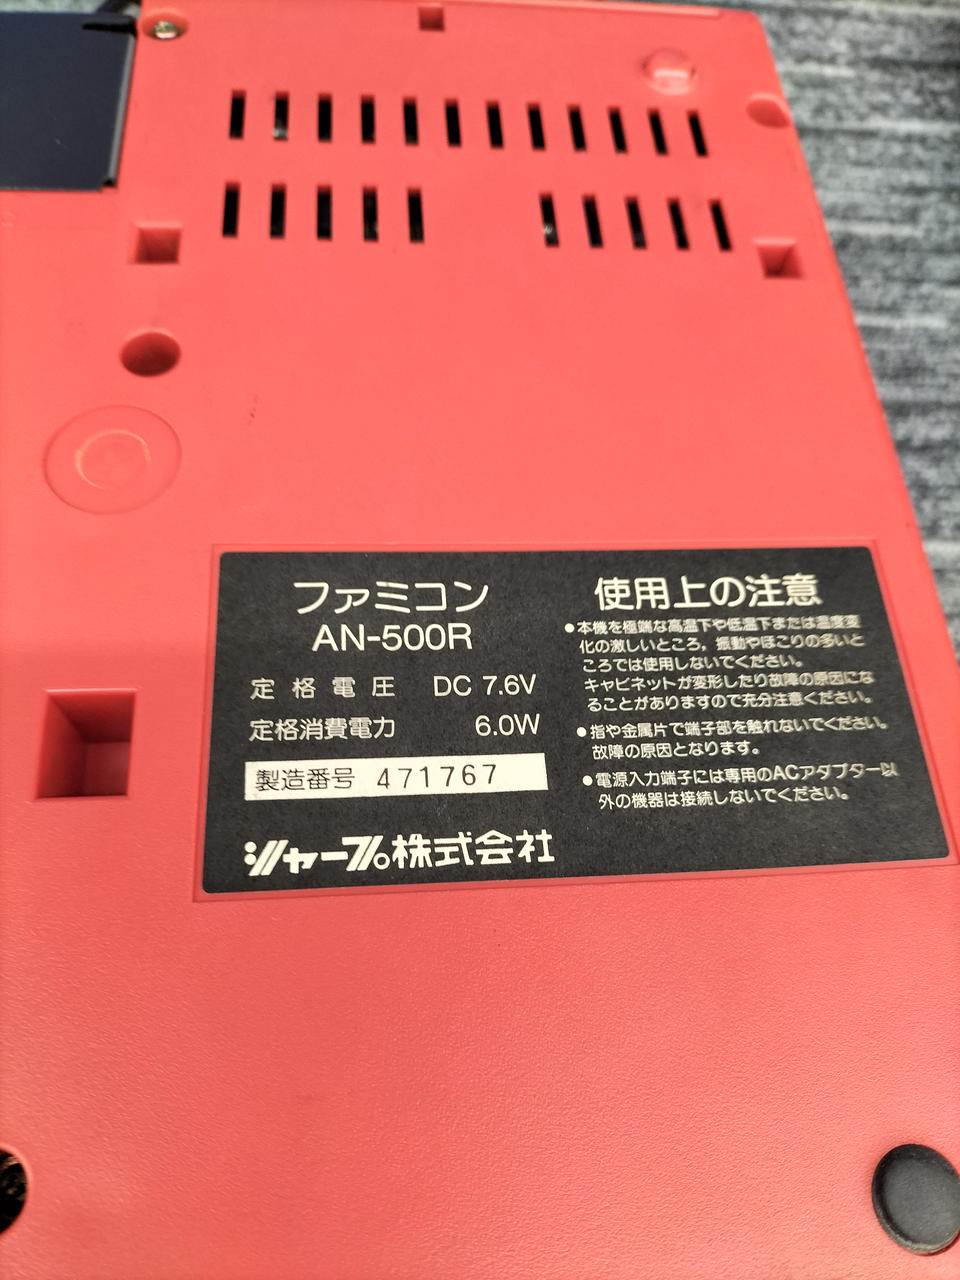 ファミコン
AN-500R
定格電圧 DC 7.6V
定格消費電力 6.0W
製造番号 471767
シャープ株式会社
使用上の注意
●本機を極端な高温下や低温下または温度変
化の激しいところ，振動やほこりの多いと
ころでは使用しないでください。
キャビネットが変形したり故障の原因にな
ることがありますので充分注意ください。
●指や金属片で端子部を触れないでください。
故障の原因となります。
●電源入力端子には専用のACアダプター以
外の機器は接続しないでください。